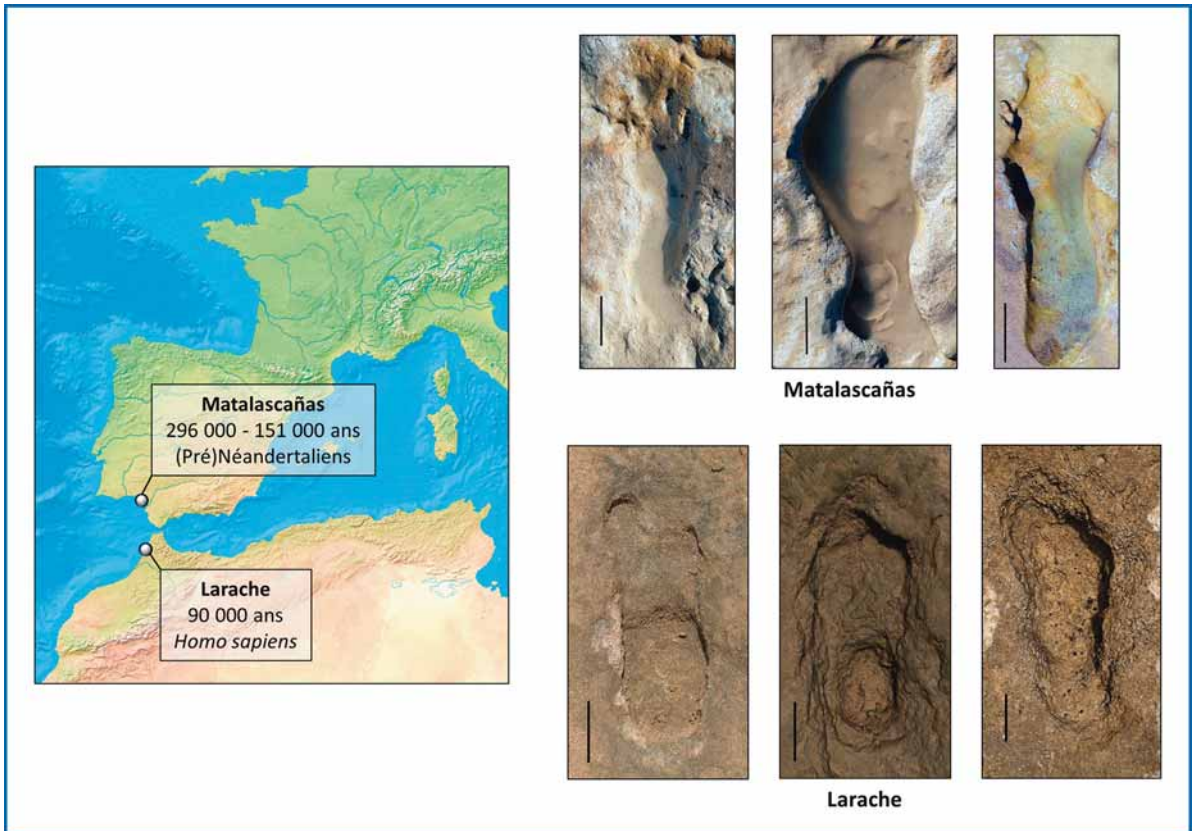 Matalascañas
296 000 - 151 000 ans
(Pré)Néandertaliens
Larache
90 000 ans
Homo sapiens
Matalascañas
Larache